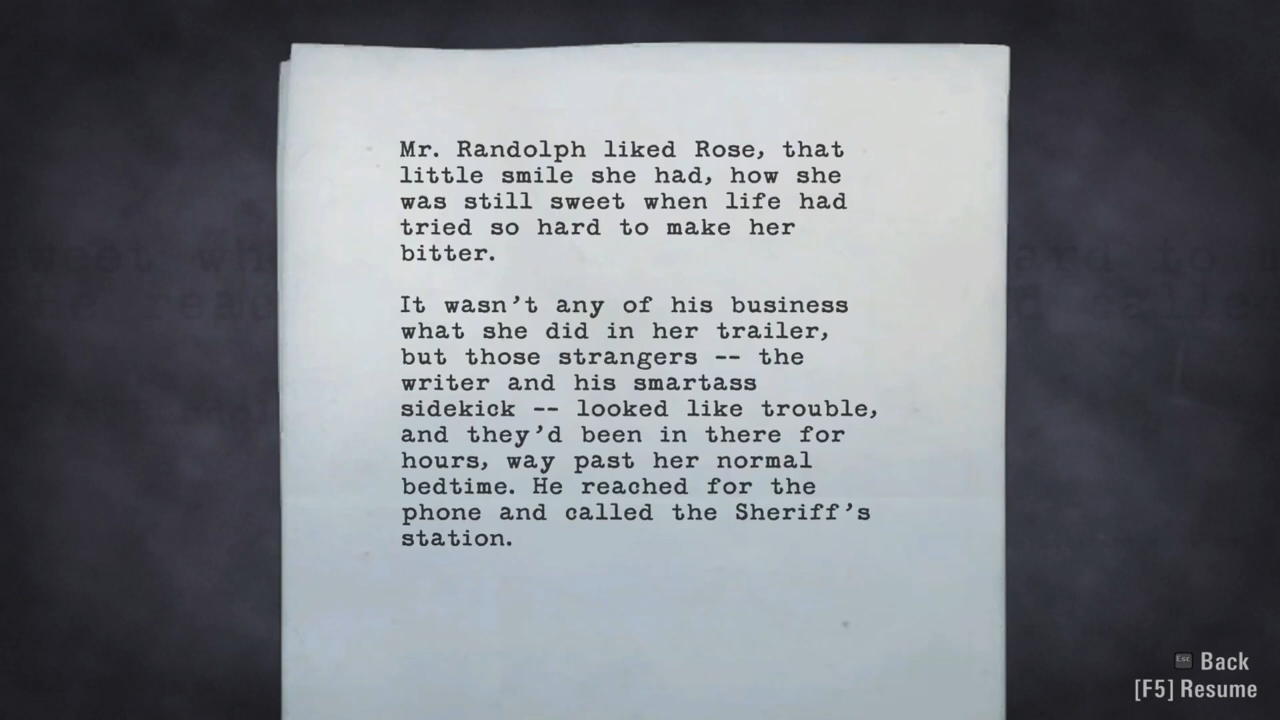 Mr. Randolph liked Rose, that
little smile she had, how she
was still sweet when life had
tried so hard to make her
bitter.
It wasn't any of his business
what she did in her trailer,
but those strangers -- the
writer and his smartass
sidekick -- looked like trouble,
and they'd been in there for
hours, way past her normal
bedtime. He reached for the
phone and called the Sheriff's
station.
Esc Back
[F5] Resume